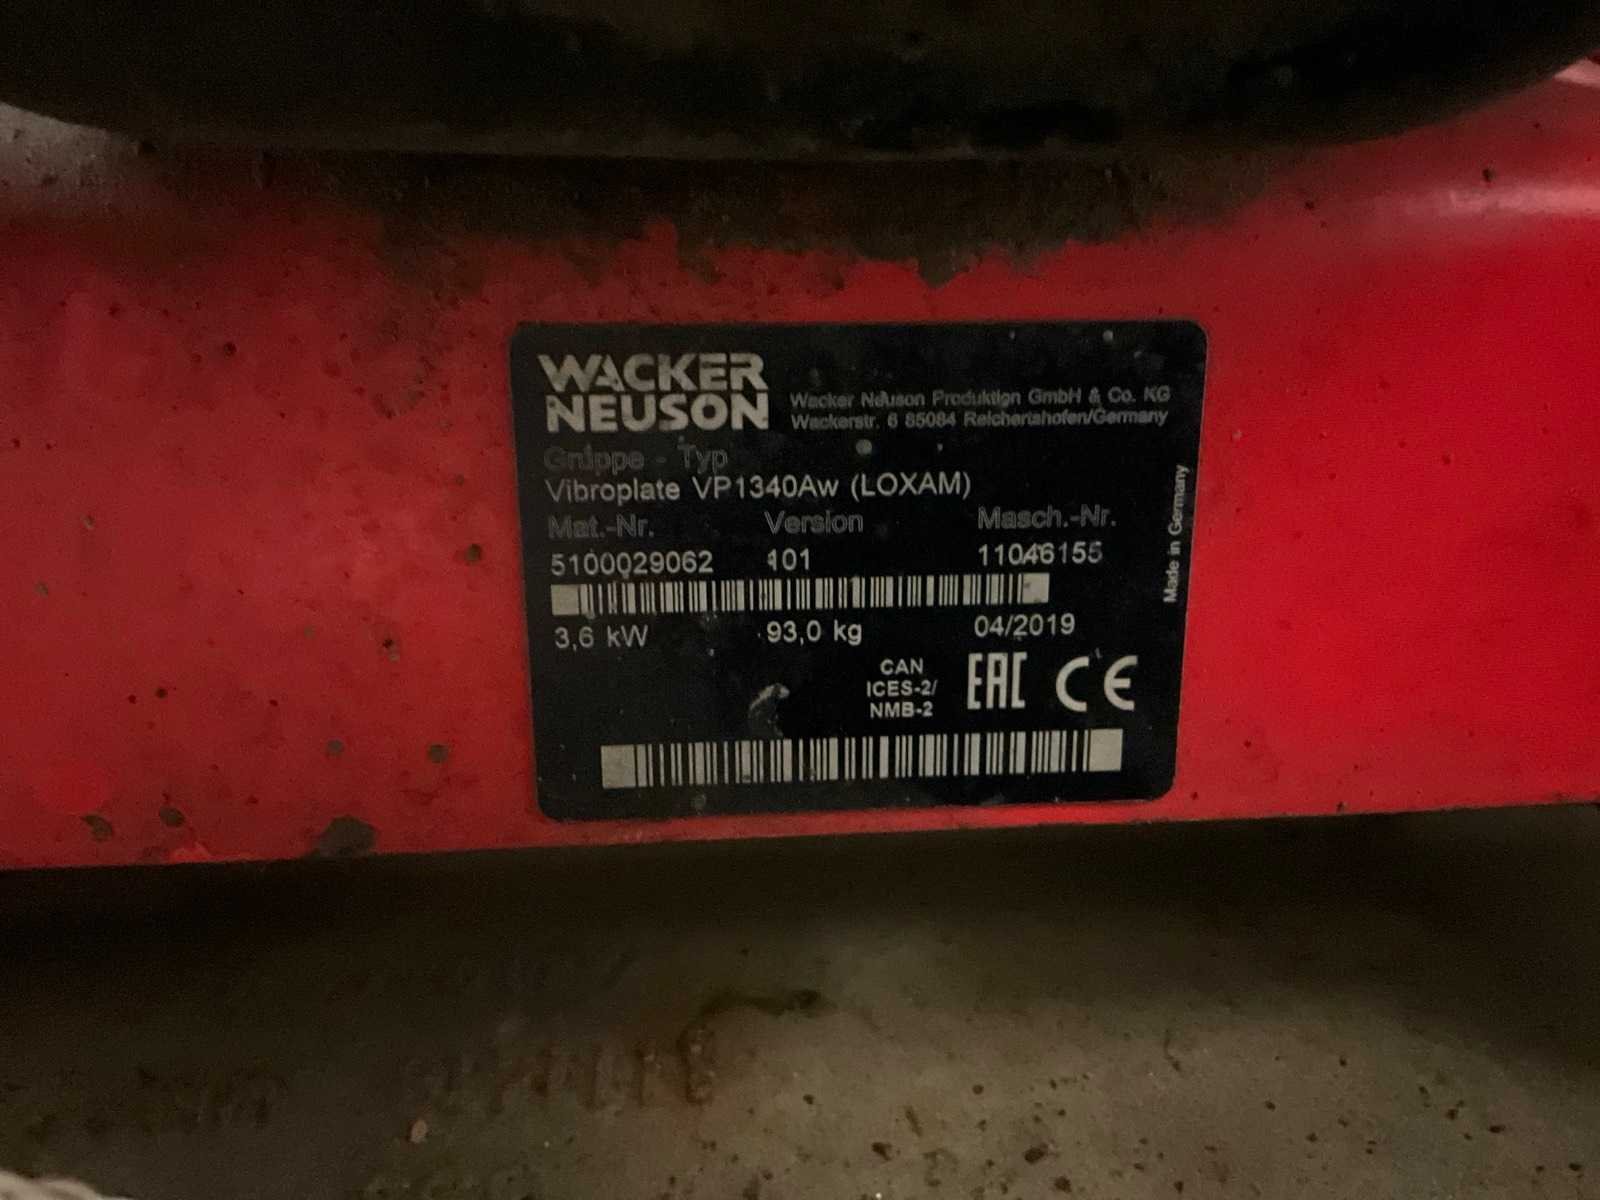 WACKER
NEUSON
Wacker Neuson Produktion GmbH & Co. KG
Wackerstr. 6 85084 Reichertshofen/Germany
Gruppe - Typ
Vibroplate VP1340Aw (LOXAM)
Mat.-Nr. Version Masch.-Nr.
5100029062 101 11046155
3,6 kW 93,0 kg 04/2019
CAN
ICES-2/
NMB-2
EAC CE
Made in Germany